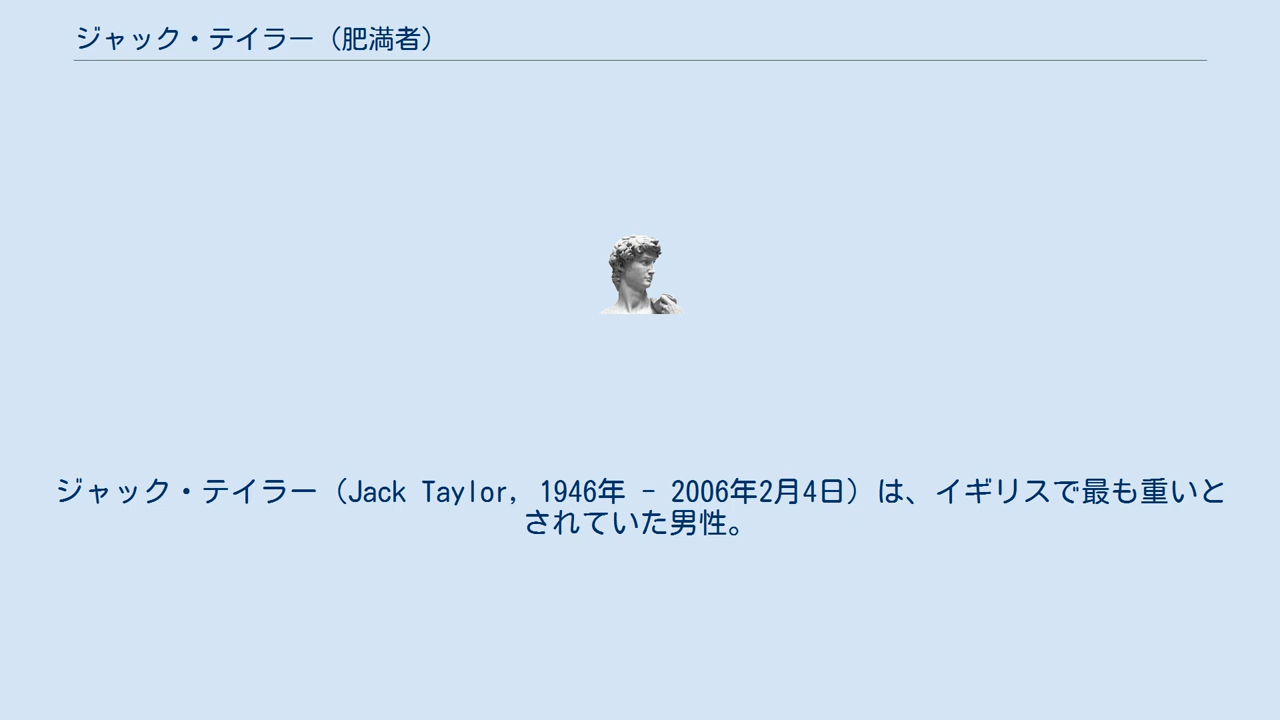 ジャック・テイラー（肥満者）
ジャック・テイラー（Jack Taylor, 1946年 - 2006年2月4日）は、イギリスで最も重いと
されていた男性。